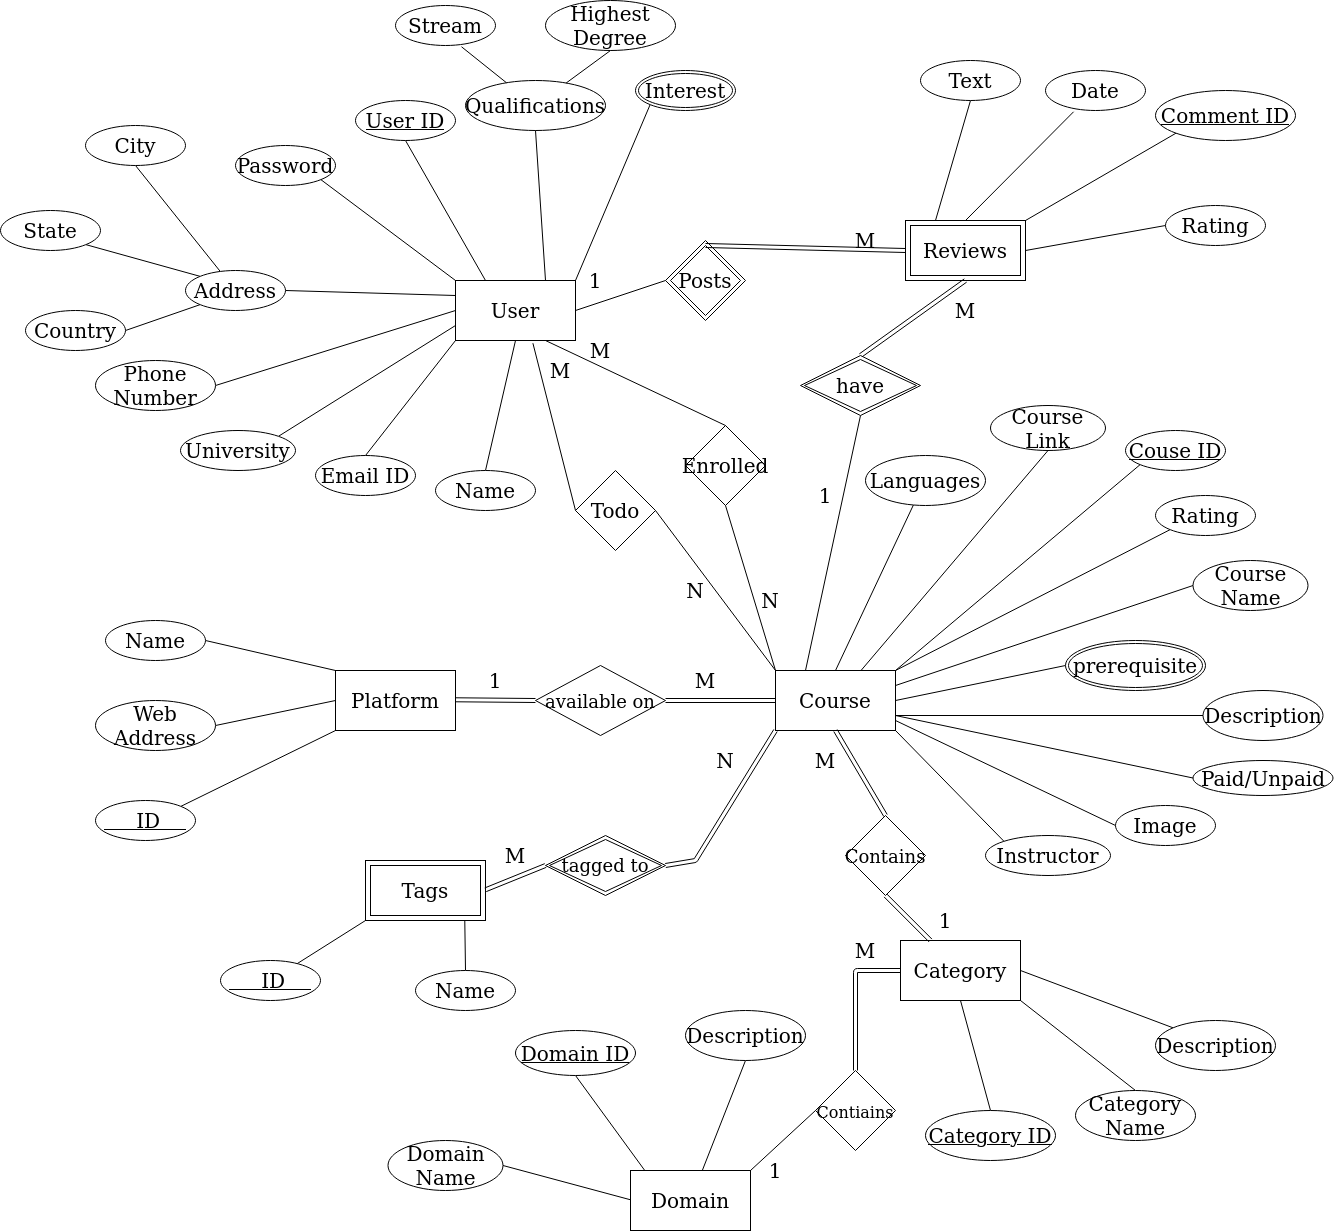 Stream
Highest
Degree
Interest
Qualifications
User ID
Password
City
State
Address
Country
Phone
Number
University
Email ID
Name
User
1
Posts
M
Text
Date
Comment ID
Rating
Reviews
M
have
1
M
M
Todo
Enrolled
N
N
Languages
Course
Link
Couse ID
Rating
Course
Name
prerequisite
Description
Paid/Unpaid
Image
Instructor
Course
Name
Web
Address
ID
Platform
1
available on
M
N
M
tagged to
M
Tags
ID
Name
Contains
1
M
Category
Description
Category
Name
Category ID
Contiains
1
Domain ID
Description
Domain
Name
Domain